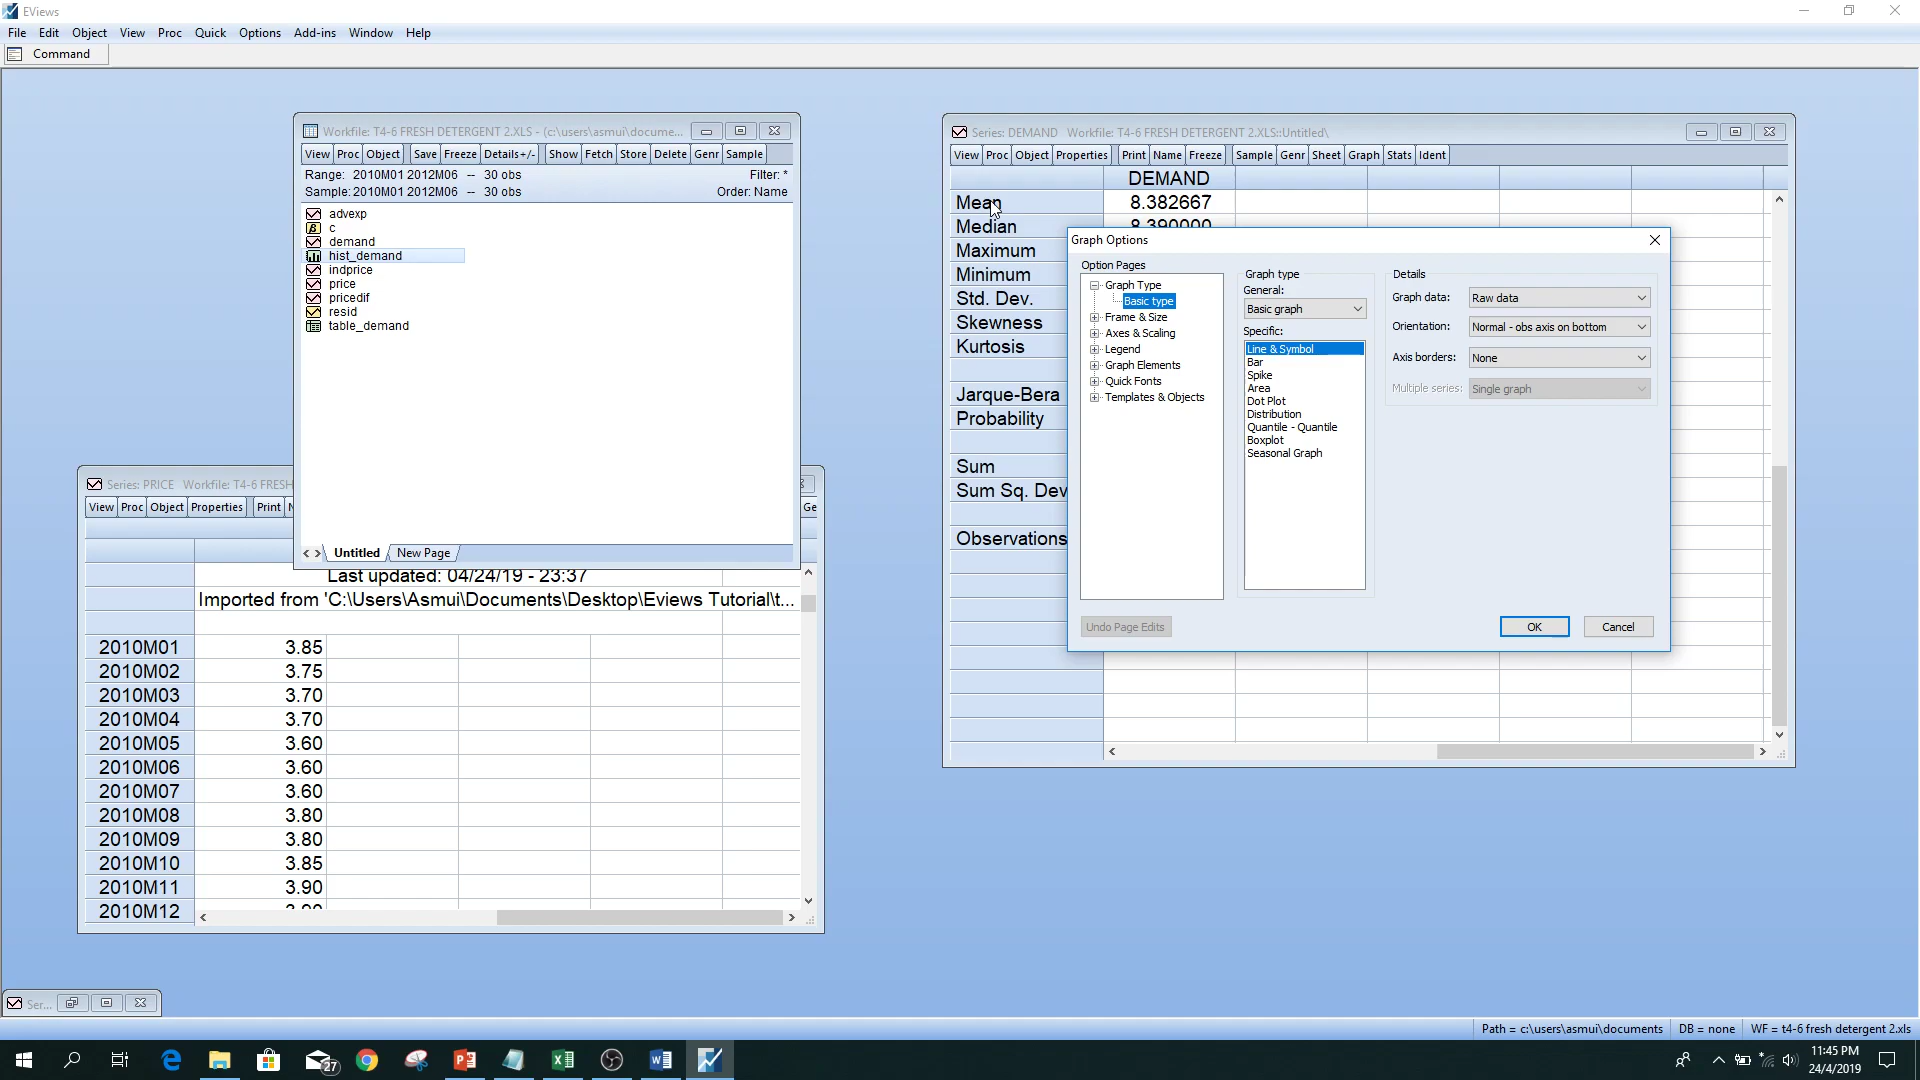 EViews
File Edit Object View Proc Quick Options Add-ins Window Help
Command
Workfile: T4-6 FRESH DETERGENT 2.XLS - (c:\users\asmui\docume...
View Proc Object Save Freeze Details+/- Show Fetch Store Delete Genr Sample
Range: 2010M01 2012M06 -- 30 obs Filter: *
Sample: 2010M01 2012M06 -- 30 obs Order: Name
advexp
c
demand
hist_demand
indprice
price
pricedif
resid
table_demand
Untitled New Page
Series: PRICE Workfile: T4-6 FRESH
View Proc Object Properties Print N Ge
Last updated: 04/24/19 - 23:37
Imported from 'C:\Users\Asmui\Documents\Desktop\Eviews Tutorial\t...
2010M01 3.85
2010M02 3.75
2010M03 3.70
2010M04 3.70
2010M05 3.60
2010M06 3.60
2010M07 3.60
2010M08 3.80
2010M09 3.80
2010M10 3.85
2010M11 3.90
2010M12 3.90
Ser...
Series: DEMAND Workfile: T4-6 FRESH DETERGENT 2.XLS::Untitled\
View Proc Object Properties Print Name Freeze Sample Genr Sheet Graph Stats Ident
DEMAND
Mean 8.382667
Median 8.390000
Maximum
Minimum
Std. Dev.
Skewness
Kurtosis
Jarque-Bera
Probability
Sum
Sum Sq. Dev
Observations
Graph Options
Option Pages
Graph Type
Basic type
Frame & Size
Axes & Scaling
Legend
Graph Elements
Quick Fonts
Templates & Objects
Graph type
General:
Basic graph
Specific:
Line & Symbol
Bar
Spike
Area
Dot Plot
Distribution
Quantile - Quantile
Boxplot
Seasonal Graph
Details
Graph data: Raw data
Orientation: Normal - obs axis on bottom
Axis borders: None
Multiple series: Single graph
Undo Page Edits OK Cancel
Path = c:\users\asmui\documents DB = none WF = t4-6 fresh detergent 2.xls
27
11:45 PM
24/4/2019